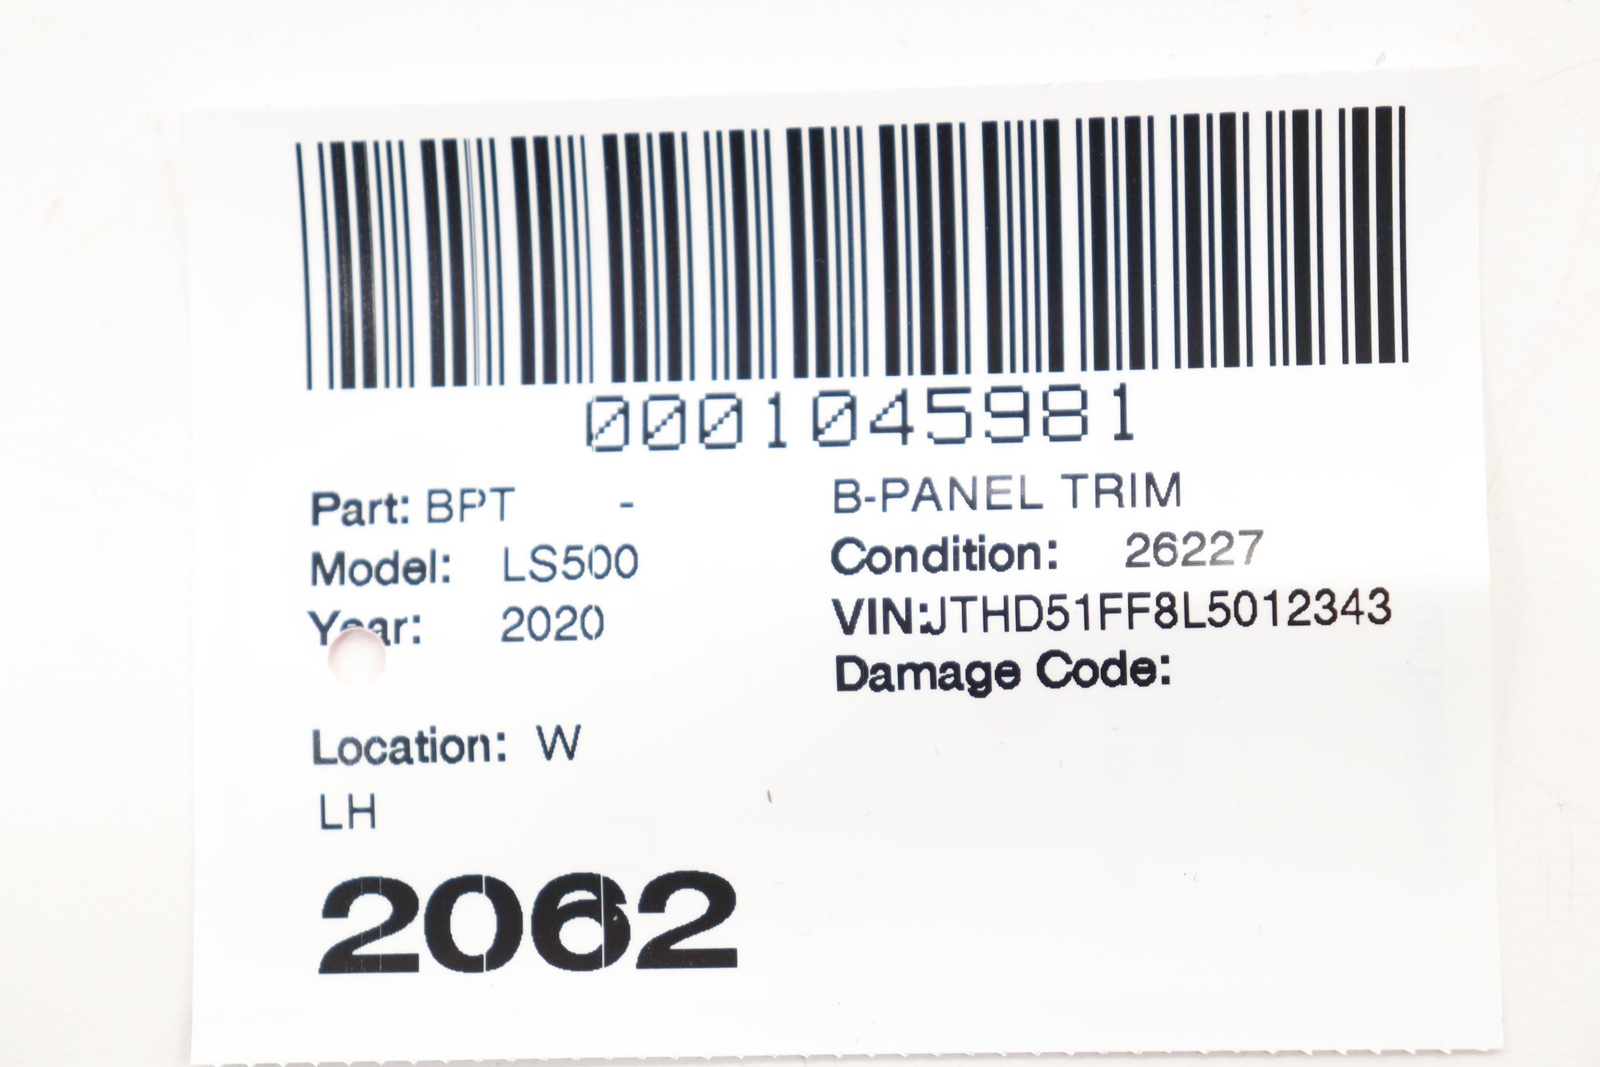 0001045981
Part: BPT - B-PANEL TRIM
Model: LS500 Condition: 26227
Year: 2020 VIN:JTHD51FF8L5012343
Damage Code:
Location: W
LH
2062